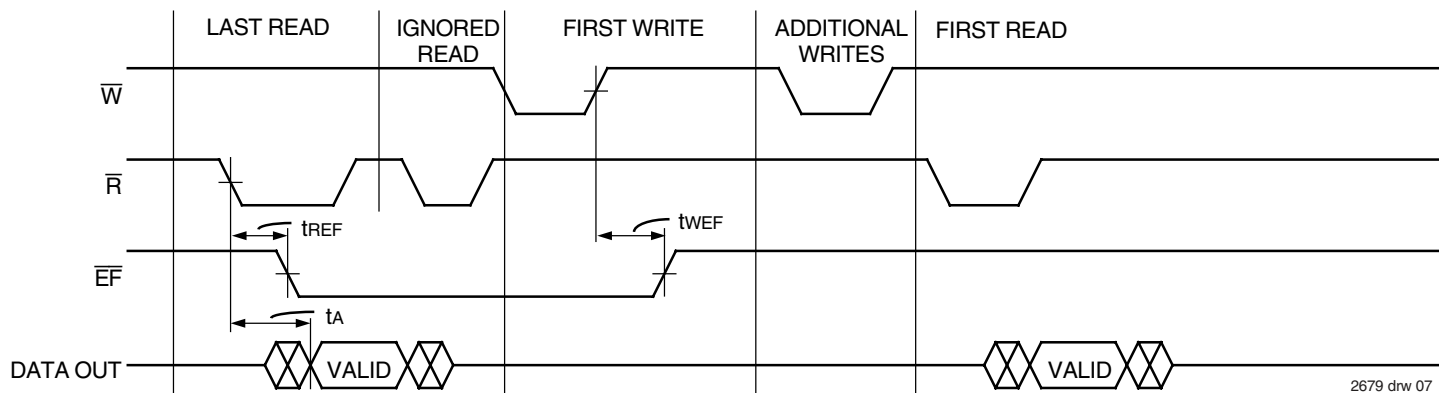 LAST READ
IGNORED
READ
FIRST WRITE
ADDITIONAL
WRITES
FIRST READ
W
R
tREF
tWEF
EF
tA
DATA OUT
VALID
VALID
2679 drw 07